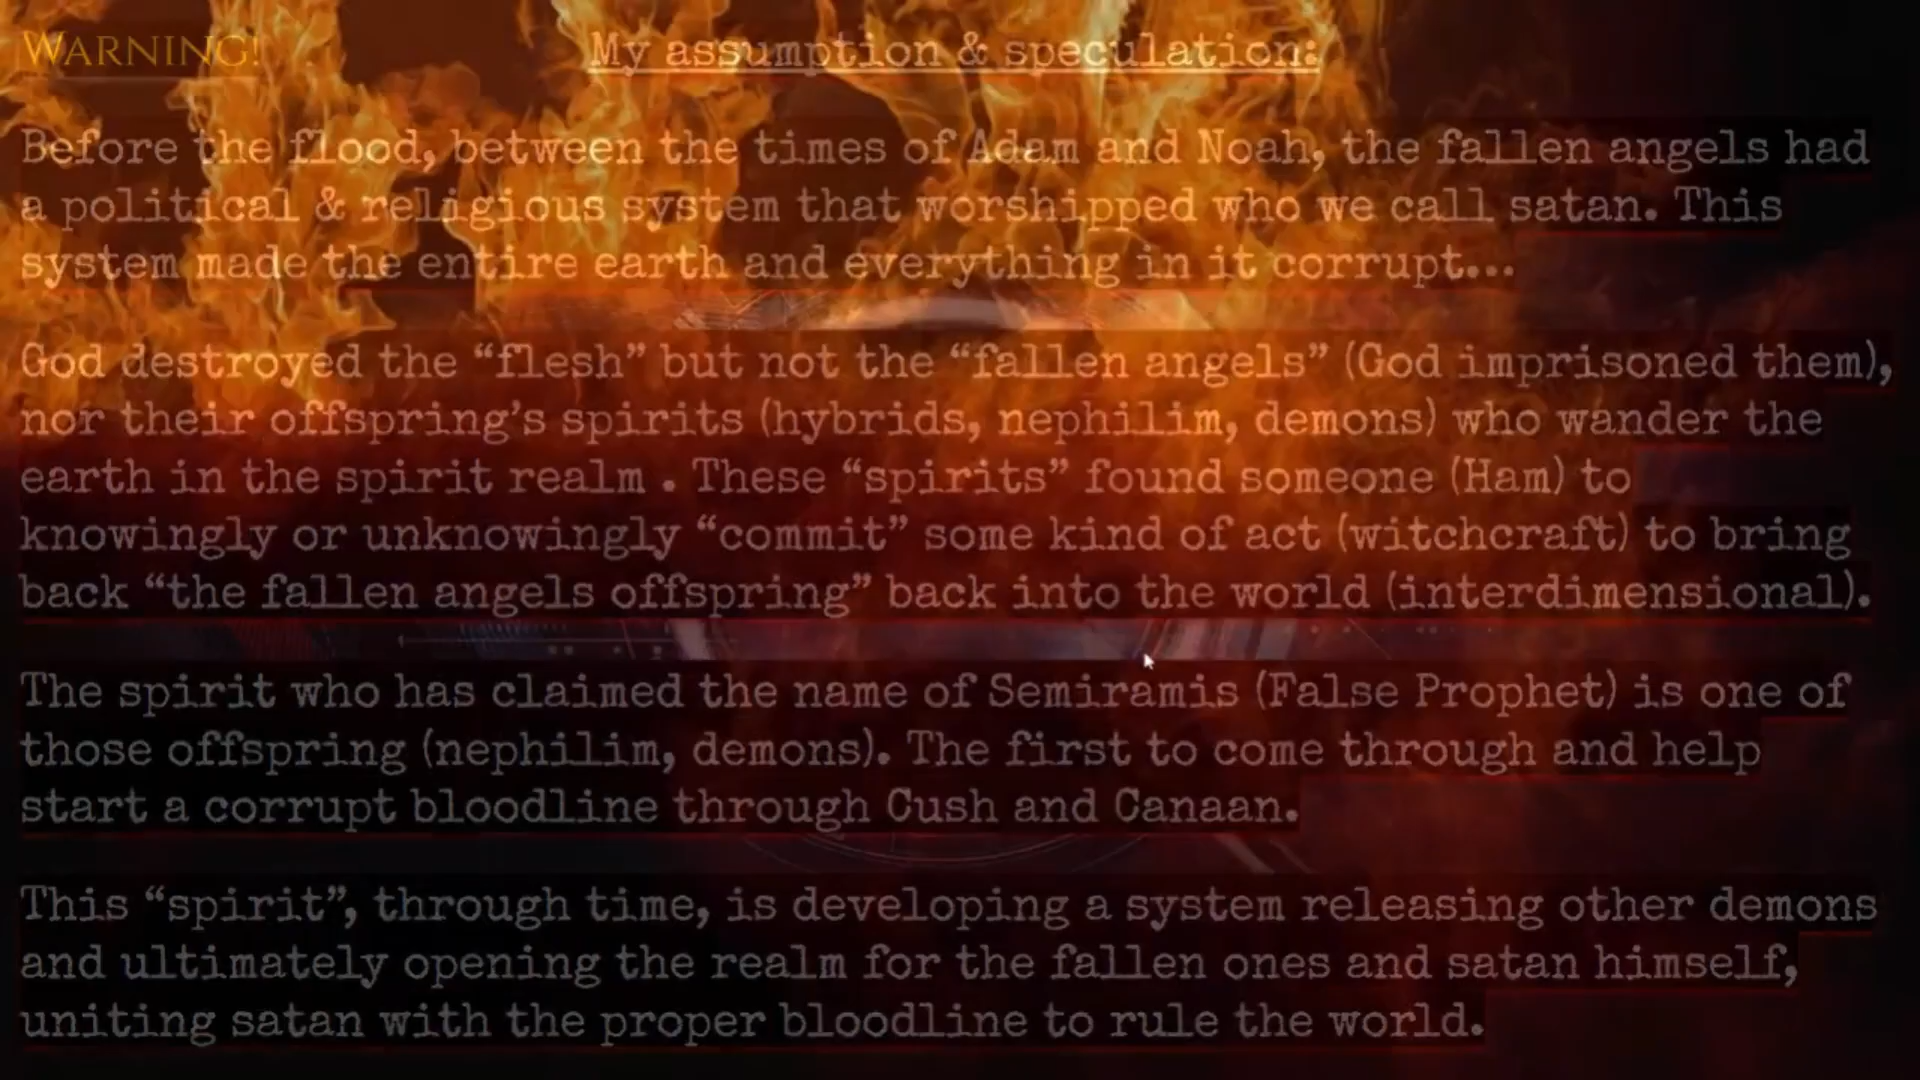 WARNING!
My assumption & speculation:
Before the flood, between the times of Adam and Noah, the fallen angels had
a political & religious system that worshipped who we call satan. This
system made the entire earth and everything in it corrupt...
God destroyed the “flesh” but not the “fallen angels” (God imprisoned them),
nor their offspring’s spirits (hybrids, nephilim, demons) who wander the
earth in the spirit realm . These “spirits” found someone (Ham) to
knowingly or unknowingly “commit” some kind of act (witchcraft) to bring
back “the fallen angels offspring” back into the world (interdimensional).
The spirit who has claimed the name of Semiramis (False Prophet) is one of
those offspring (nephilim, demons). The first to come through and help
start a corrupt bloodline through Cush and Canaan.
This “spirit”, through time, is developing a system releasing other demons
and ultimately opening the realm for the fallen ones and satan himself,
uniting satan with the proper bloodline to rule the world.